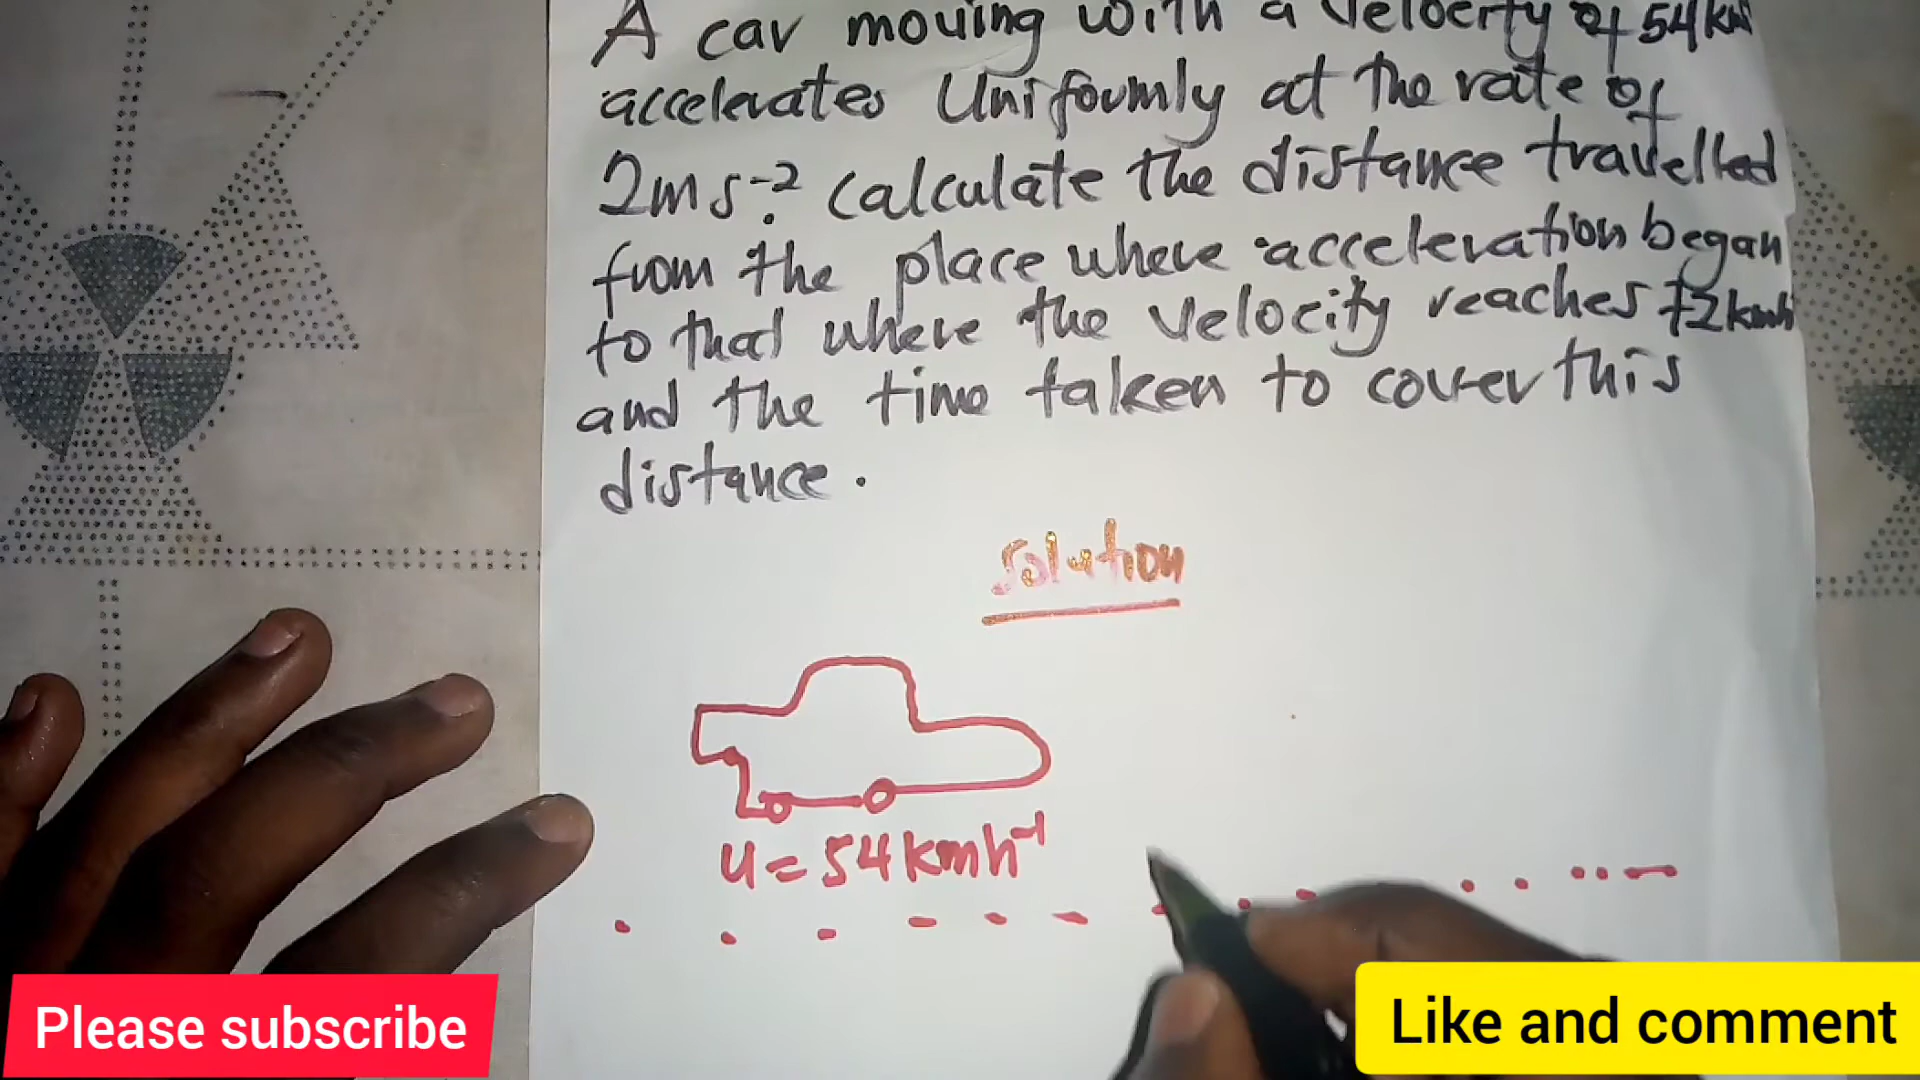 A car moving with a velocity of 54km
accelerates Uniformly at the rate of
2ms⁻². calculate the distance travelled
from the place where acceleration began
to that where the velocity reaches 72kmh
and the time taken to cover this
distance.
solution
u = 54kmh⁻¹
Please subscribe
Like and comment